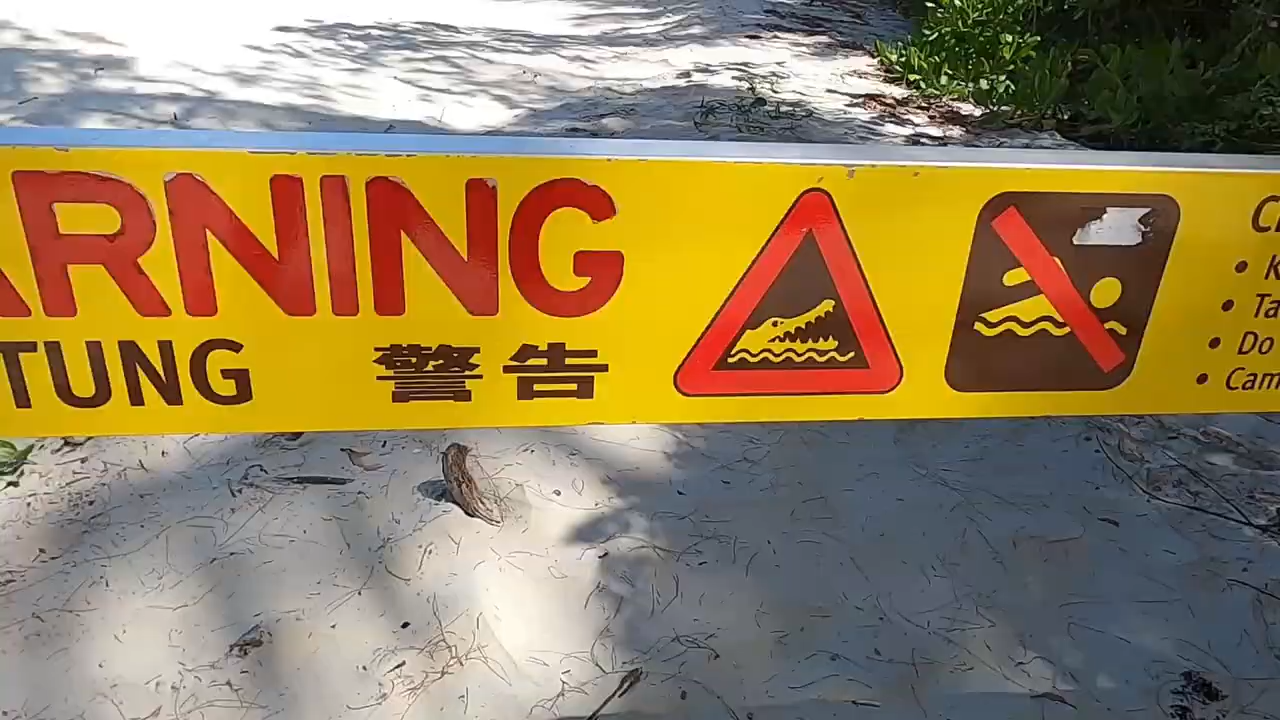 ARNING
TUNG 警告
• K
• Ta
• Do
• Cam